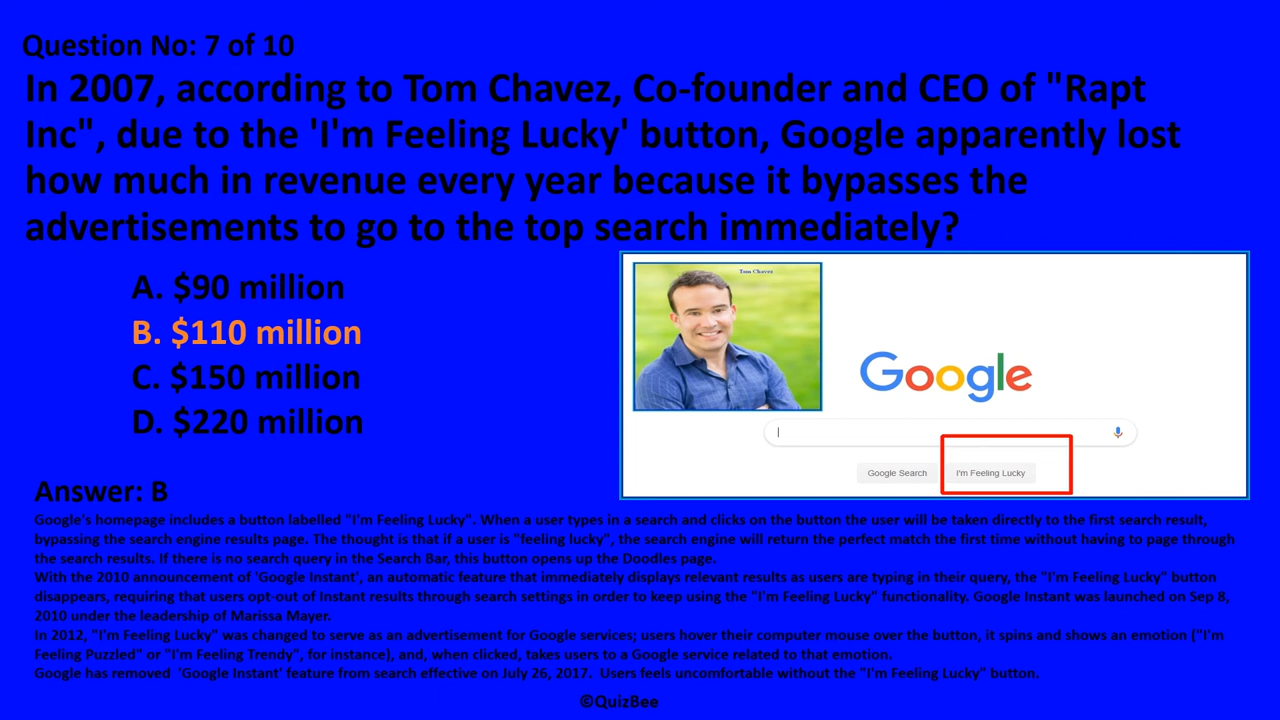 Question No: 7 of 10
In 2007, according to Tom Chavez, Co-founder and CEO of "Rapt
Inc", due to the 'I'm Feeling Lucky' button, Google apparently lost
how much in revenue every year because it bypasses the
advertisements to go to the top search immediately?
A. $90 million
B. $110 million
C. $150 million
D. $220 million
Tom Chavez
Google
Google Search
I'm Feeling Lucky
Answer: B
Google's homepage includes a button labelled "I'm Feeling Lucky". When a user types in a search and clicks on the button the user will be taken directly to the first search result,
bypassing the search engine results page. The thought is that if a user is "feeling lucky", the search engine will return the perfect match the first time without having to page through
the search results. If there is no search query in the Search Bar, this button opens up the Doodles page.
With the 2010 announcement of 'Google Instant', an automatic feature that immediately displays relevant results as users are typing in their query, the "I'm Feeling Lucky" button
disappears, requiring that users opt-out of Instant results through search settings in order to keep using the "I'm Feeling Lucky" functionality. Google Instant was launched on Sep 8,
2010 under the leadership of Marissa Mayer.
In 2012, "I'm Feeling Lucky" was changed to serve as an advertisement for Google services; users hover their computer mouse over the button, it spins and shows an emotion ("I'm
Feeling Puzzled" or "I'm Feeling Trendy", for instance), and, when clicked, takes users to a Google service related to that emotion.
Google has removed 'Google Instant' feature from search effective on July 26, 2017. Users feels uncomfortable without the "I'm Feeling Lucky" button.
©QuizBee